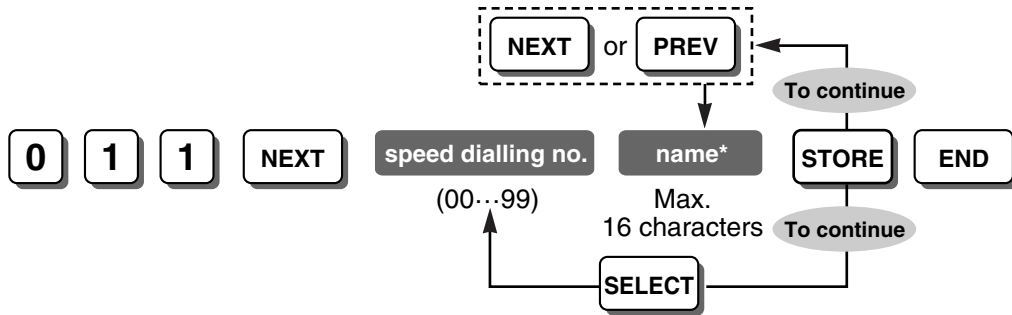 NEXT or PREV
To continue
0 1 1 NEXT speed dialling no. name* STORE END
(00···99) Max.
16 characters
To continue
SELECT